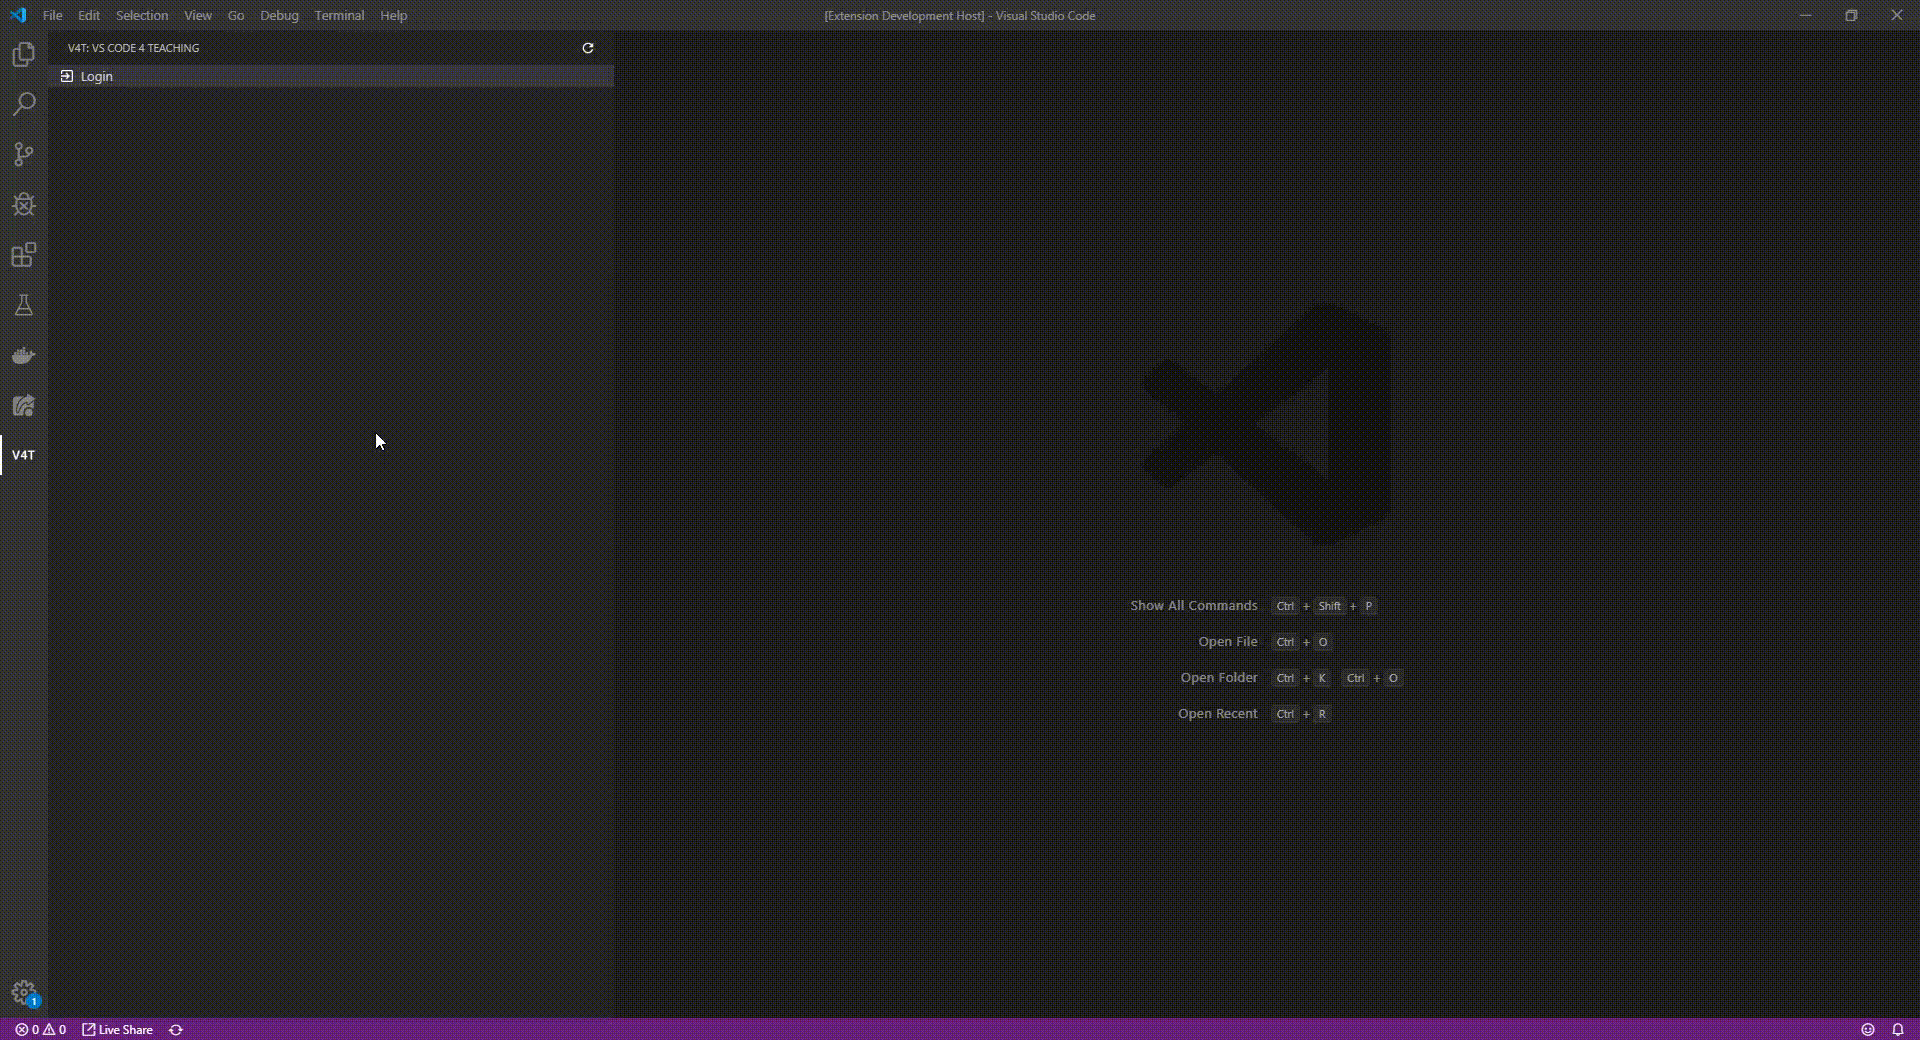 File Edit Selection View Go Debug Terminal Help [Extension Development Host] - Visual Studio Code
V4T: VS CODE 4 TEACHING
Login
V4T
Show All Commands Ctrl + Shift + P
Open File Ctrl + O
Open Folder Ctrl + K Ctrl + O
Open Recent Ctrl + R
1
0 0 Live Share